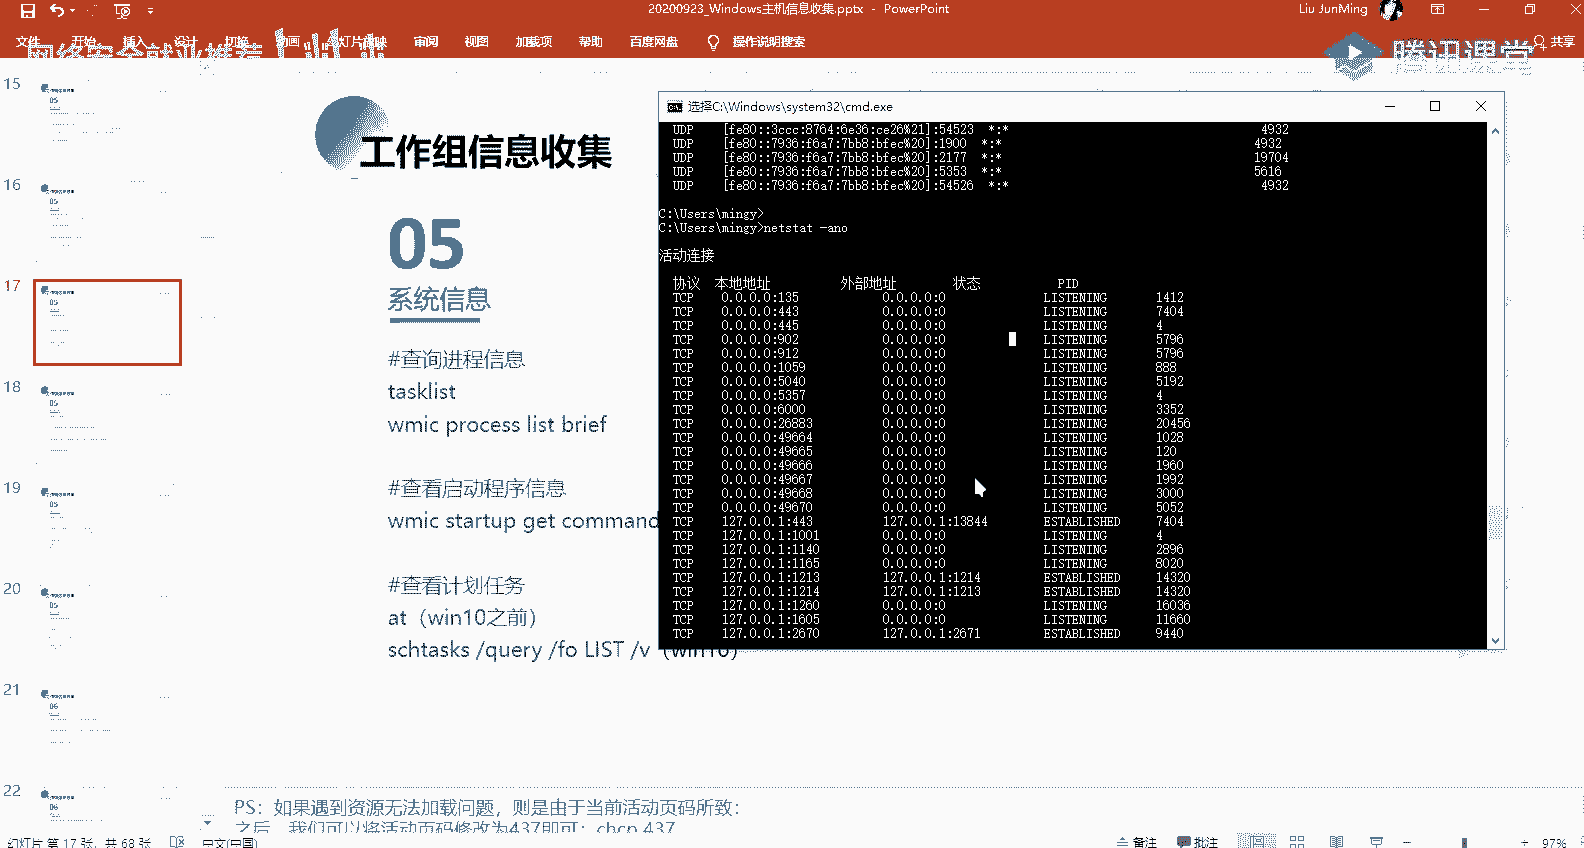 20200923_Windows主机信息收集.pptx - PowerPoint
Liu JunMing
文件 开始 插入 设计 切换 动画 幻灯片放映 审阅 视图 加载项 帮助 百度网盘 操作说明搜索
共享
腾讯课堂
15
16
17
18
19
20
21
22
工作组信息收集
05
系统信息
#查询进程信息
tasklist
wmic process list brief
#查看启动程序信息
wmic startup get command
#查看计划任务
at（win10之前）
schtasks /query /fo LIST /v（win10）
选择C:\Windows\system32\cmd.exe
UDP [fe80::3ccc:8764:6e36:ce26%21]:54523 *:* 4932
UDP [fe80::7936:f6a7:7bb8:bfec%20]:1900 *:* 4932
UDP [fe80::7936:f6a7:7bb8:bfec%20]:2177 *:* 19704
UDP [fe80::7936:f6a7:7bb8:bfec%20]:5353 *:* 5616
UDP [fe80::7936:f6a7:7bb8:bfec%20]:54526 *:* 4932
C:\Users\mingy>
C:\Users\mingy>netstat -ano
活动连接
协议 本地地址 外部地址 状态 PID
TCP 0.0.0.0:135 0.0.0.0:0 LISTENING 1412
TCP 0.0.0.0:443 0.0.0.0:0 LISTENING 7404
TCP 0.0.0.0:445 0.0.0.0:0 LISTENING 4
TCP 0.0.0.0:902 0.0.0.0:0 LISTENING 5796
TCP 0.0.0.0:912 0.0.0.0:0 LISTENING 5796
TCP 0.0.0.0:1059 0.0.0.0:0 LISTENING 888
TCP 0.0.0.0:5040 0.0.0.0:0 LISTENING 5192
TCP 0.0.0.0:5357 0.0.0.0:0 LISTENING 4
TCP 0.0.0.0:6000 0.0.0.0:0 LISTENING 3352
TCP 0.0.0.0:26883 0.0.0.0:0 LISTENING 20456
TCP 0.0.0.0:49664 0.0.0.0:0 LISTENING 1028
TCP 0.0.0.0:49665 0.0.0.0:0 LISTENING 120
TCP 0.0.0.0:49666 0.0.0.0:0 LISTENING 1960
TCP 0.0.0.0:49667 0.0.0.0:0 LISTENING 1992
TCP 0.0.0.0:49668 0.0.0.0:0 LISTENING 3000
TCP 0.0.0.0:49670 0.0.0.0:0 LISTENING 5052
TCP 127.0.0.1:443 127.0.0.1:13844 ESTABLISHED 7404
TCP 127.0.0.1:1001 0.0.0.0:0 LISTENING 4
TCP 127.0.0.1:1140 0.0.0.0:0 LISTENING 2896
TCP 127.0.0.1:1165 0.0.0.0:0 LISTENING 8020
TCP 127.0.0.1:1213 127.0.0.1:1214 ESTABLISHED 14320
TCP 127.0.0.1:1214 127.0.0.1:1213 ESTABLISHED 14320
TCP 127.0.0.1:1260 0.0.0.0:0 LISTENING 16036
TCP 127.0.0.1:1605 0.0.0.0:0 LISTENING 11660
TCP 127.0.0.1:2670 127.0.0.1:2671 ESTABLISHED 9440
PS：如果遇到资源无法加载问题，则是由于当前活动页码所致：
之后，我们可以将活动页码修改为437即可：chcp 437
幻灯片 第 17 张，共 68 张 中文(中国)
备注 批注 97%